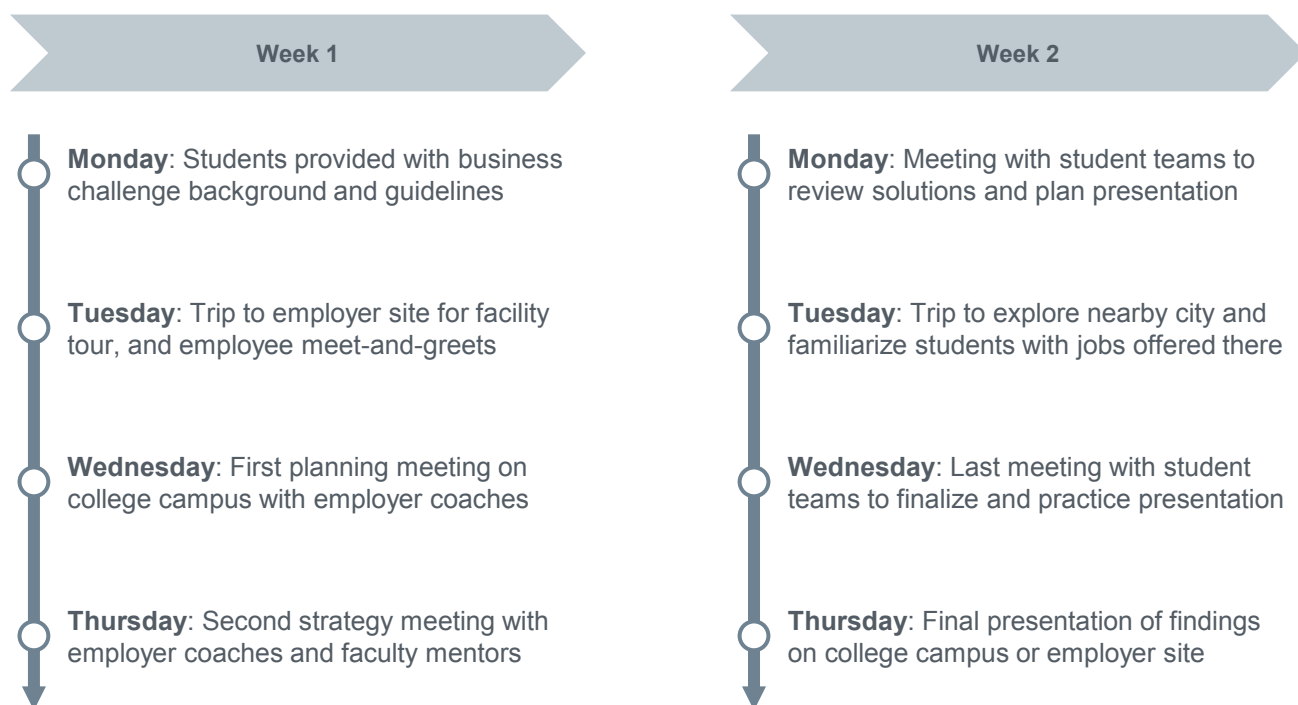 Week 1
Monday: Students provided with business
challenge background and guidelines
Tuesday: Trip to employer site for facility
tour, and employee meet-and-greets
Wednesday: First planning meeting on
college campus with employer coaches
Thursday: Second strategy meeting with
employer coaches and faculty mentors
Week 2
Monday: Meeting with student teams to
review solutions and plan presentation
Tuesday: Trip to explore nearby city and
familiarize students with jobs offered there
Wednesday: Last meeting with student
teams to finalize and practice presentation
Thursday: Final presentation of findings
on college campus or employer site